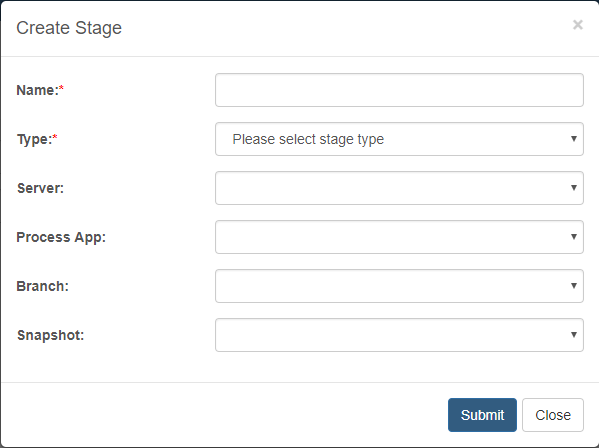 Create Stage ×
Name:*
Type:* Please select stage type
Server:
Process App:
Branch:
Snapshot:
Submit Close